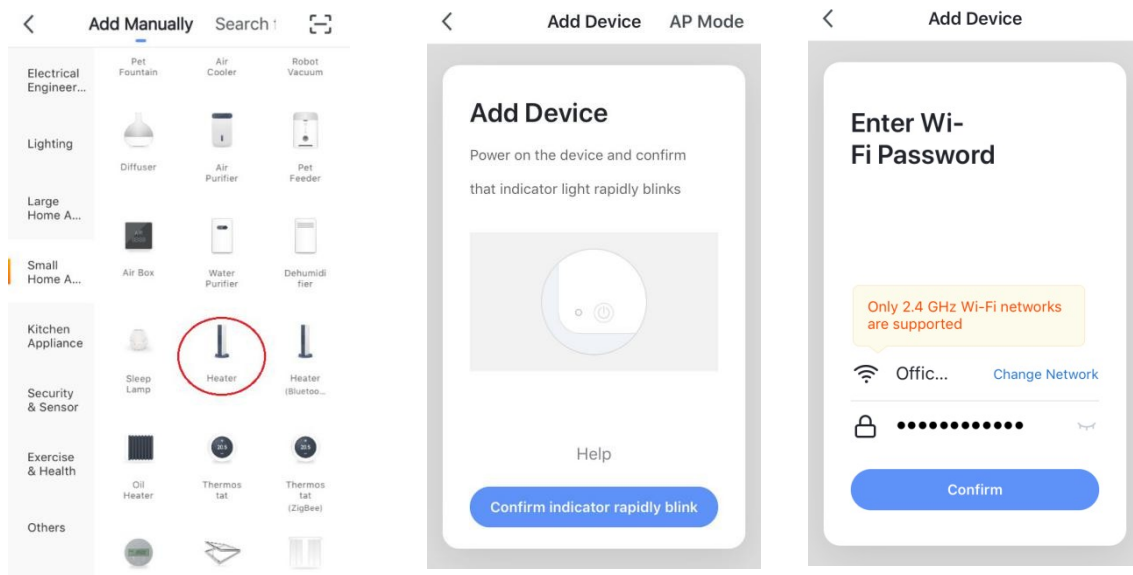 Add Manually
Search
Electrical
Engineer...
Lighting
Large
Home A...
Small
Home A...
Kitchen
Appliance
Security
& Sensor
Exercise
& Health
Others
Pet
Fountain
Air
Cooler
Robot
Vacuum
Diffuser
Air
Purifier
Pet
Feeder
Air Box
Water
Purifier
Dehumidi
fier
Sleep
Lamp
Heater
Heater
(Bluetoo...
Oil
Heater
Thermos
tat
Thermos
tat
(ZigBee)
Add Device
AP Mode
Add Device
Power on the device and confirm
that indicator light rapidly blinks
Help
Confirm indicator rapidly blink
Add Device
Enter Wi-
Fi Password
Only 2.4 GHz Wi-Fi networks
are supported
Offic...
Change Network
●●●●●●●●●●●●
Confirm